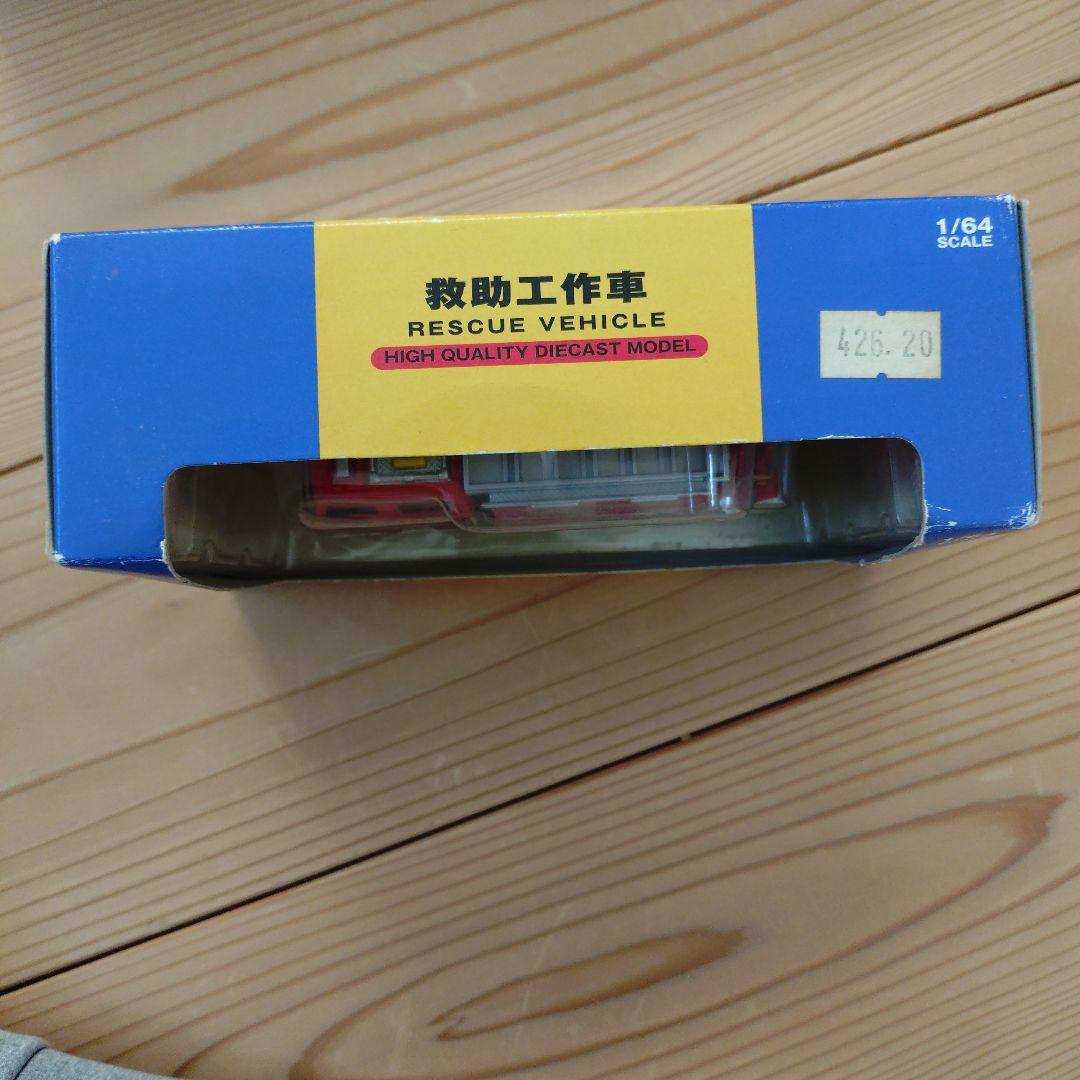 救助工作車
RESCUE VEHICLE
HIGH QUALITY DIECAST MODEL
1/64
SCALE
426.20